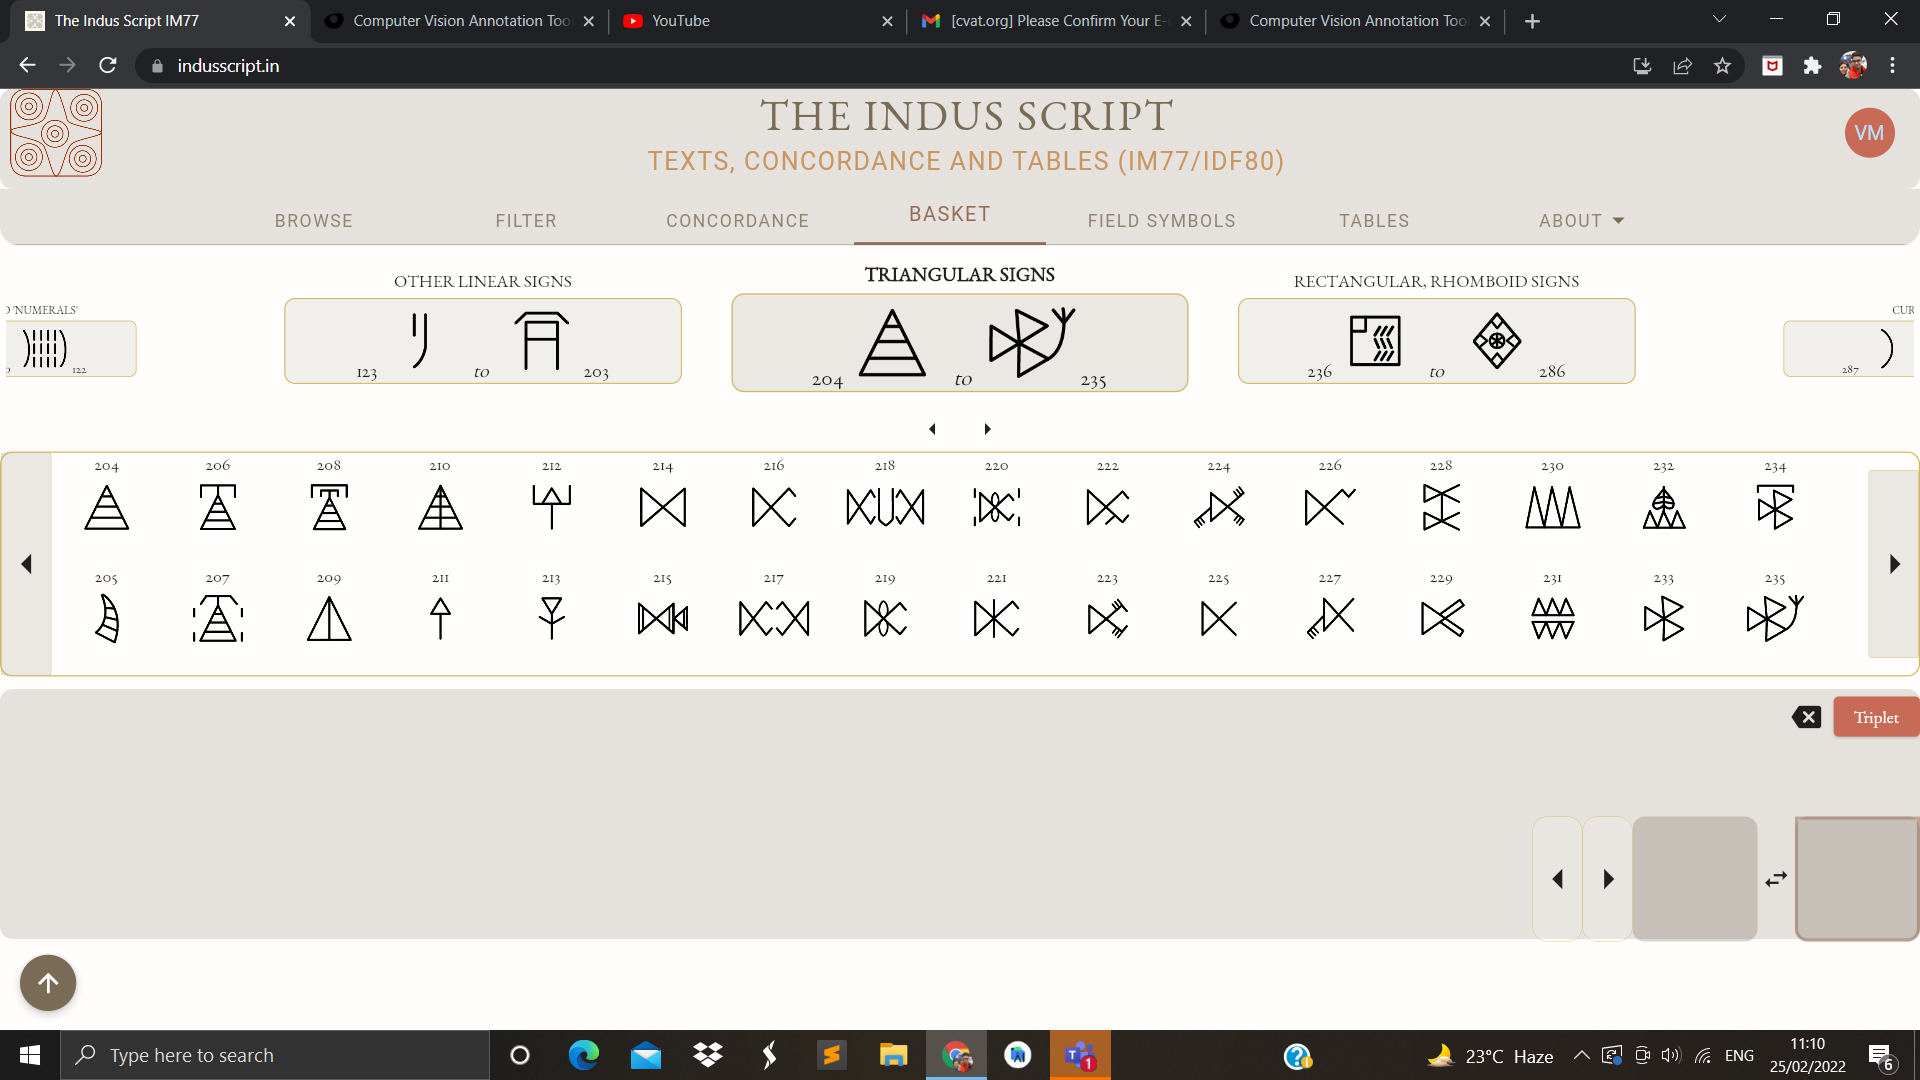 The Indus Script IM77
Computer Vision Annotation Too
YouTube
[cvat.org] Please Confirm Your E-
Computer Vision Annotation Too
indusscript.in
THE INDUS SCRIPT
TEXTS, CONCORDANCE AND TABLES (IM77/IDF80)
VM
BROWSE FILTER CONCORDANCE BASKET FIELD SYMBOLS TABLES ABOUT
'NUMERALS' OTHER LINEAR SIGNS TRIANGULAR SIGNS RECTANGULAR, RHOMBOID SIGNS CUR
122 123 to 203 204 to 235 236 to 286 287
204 206 208 210 212 214 216 218 220 222 224 226 228 230 232 234
205 207 209 211 213 215 217 219 221 223 225 227 229 231 233 235
Triplet
Type here to search
1
23°C Haze
ENG
11:10
25/02/2022
6